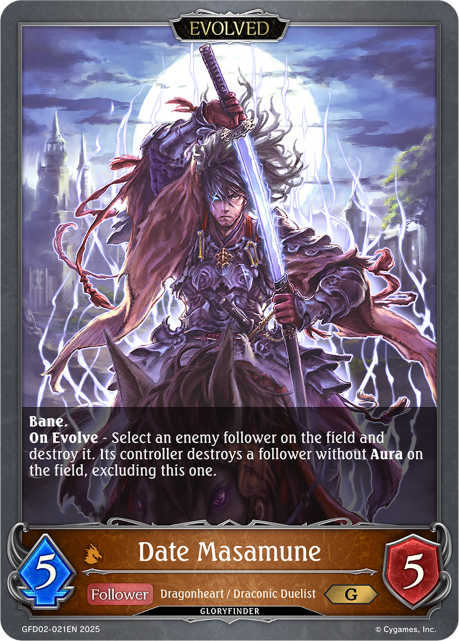 EVOLVED
Bane.
On Evolve - Select an enemy follower on the field and
destroy it. Its controller destroys a follower without Aura on
the field, excluding this one.
Date Masamune
5
5
Follower
Dragonheart / Draconic Duelist
G
GLORYFINDER
GFD02-021EN 2025
© Cygames, Inc.